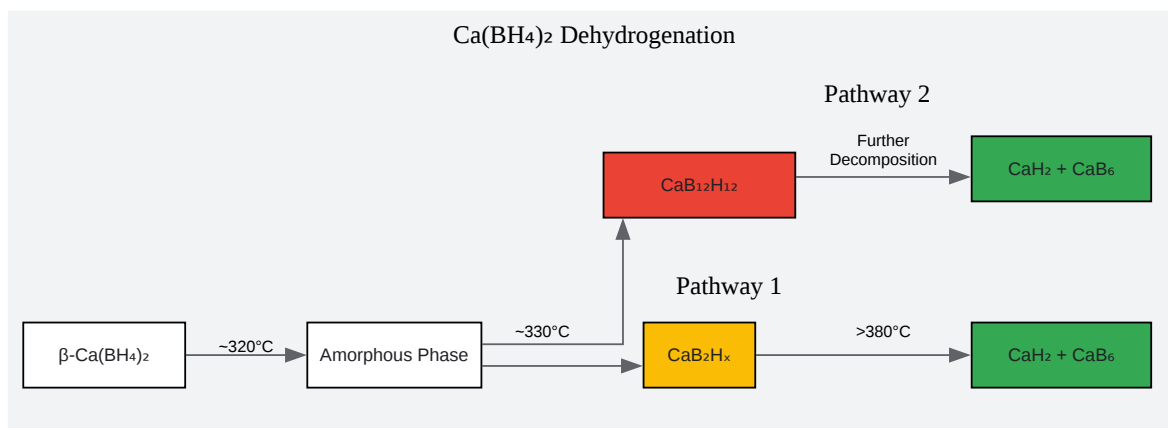 Ca(BH₄)₂ Dehydrogenation
Pathway 2
Further
Decomposition
CaB₁₂H₁₂
CaH₂ + CaB₆
Pathway 1
β-Ca(BH₄)₂
~320°C
Amorphous Phase
~330°C
CaB₂Hₓ
>380°C
CaH₂ + CaB₆